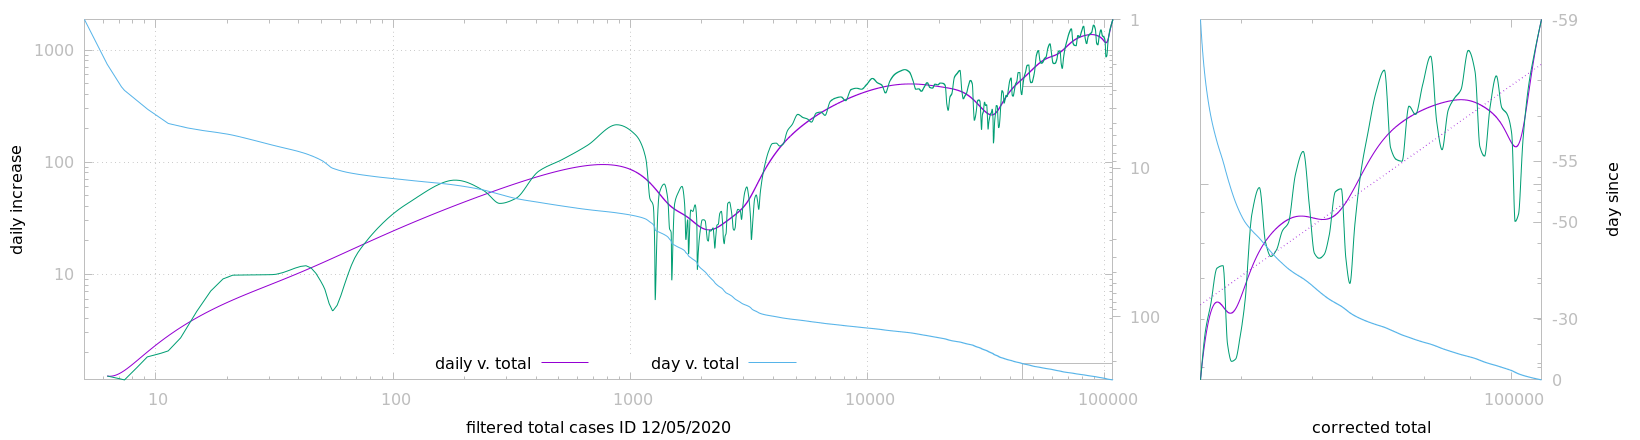 1000
100
10
daily increase
10
100
1000
10000
100000
filtered total cases ID 12/05/2020
daily v. total
day v. total
1
10
100
-59
-55
-50
-30
0
day since
100000
corrected total